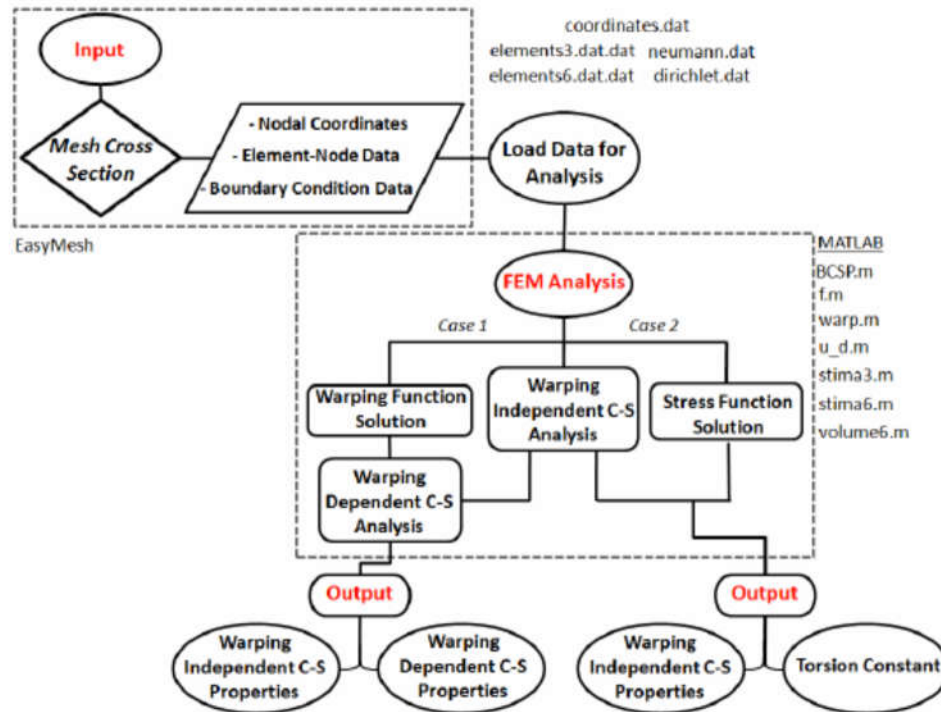 Input
coordinates.dat
elements3.dat.dat neumann.dat
elements6.dat.dat dirichlet.dat
Mesh Cross
Section
- Nodal Coordinates
- Element-Node Data
- Boundary Condition Data
Load Data for
Analysis
EasyMesh
MATLAB
BCSP.m
f.m
warp.m
u_d.m
stima3.m
stima6.m
volume6.m
FEM Analysis
Case 1
Case 2
Warping Function
Solution
Warping
Independent C-S
Analysis
Stress Function
Solution
Warping
Dependent C-S
Analysis
Output
Output
Warping
Independent C-S
Properties
Warping
Dependent C-S
Properties
Warping
Independent C-S
Properties
Torsion Constant